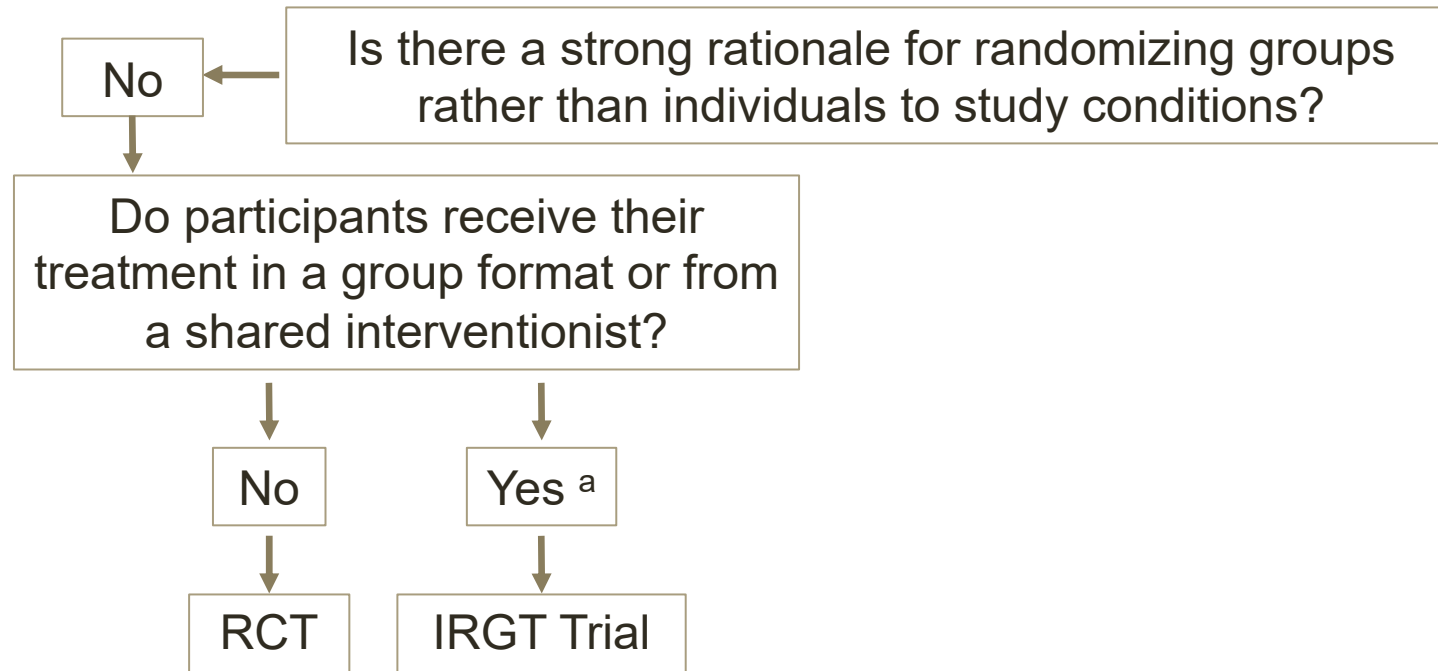 Is there a strong rationale for randomizing groups
rather than individuals to study conditions?
No
Do participants receive their
treatment in a group format or from
a shared interventionist?
No
Yes a
RCT
IRGT Trial